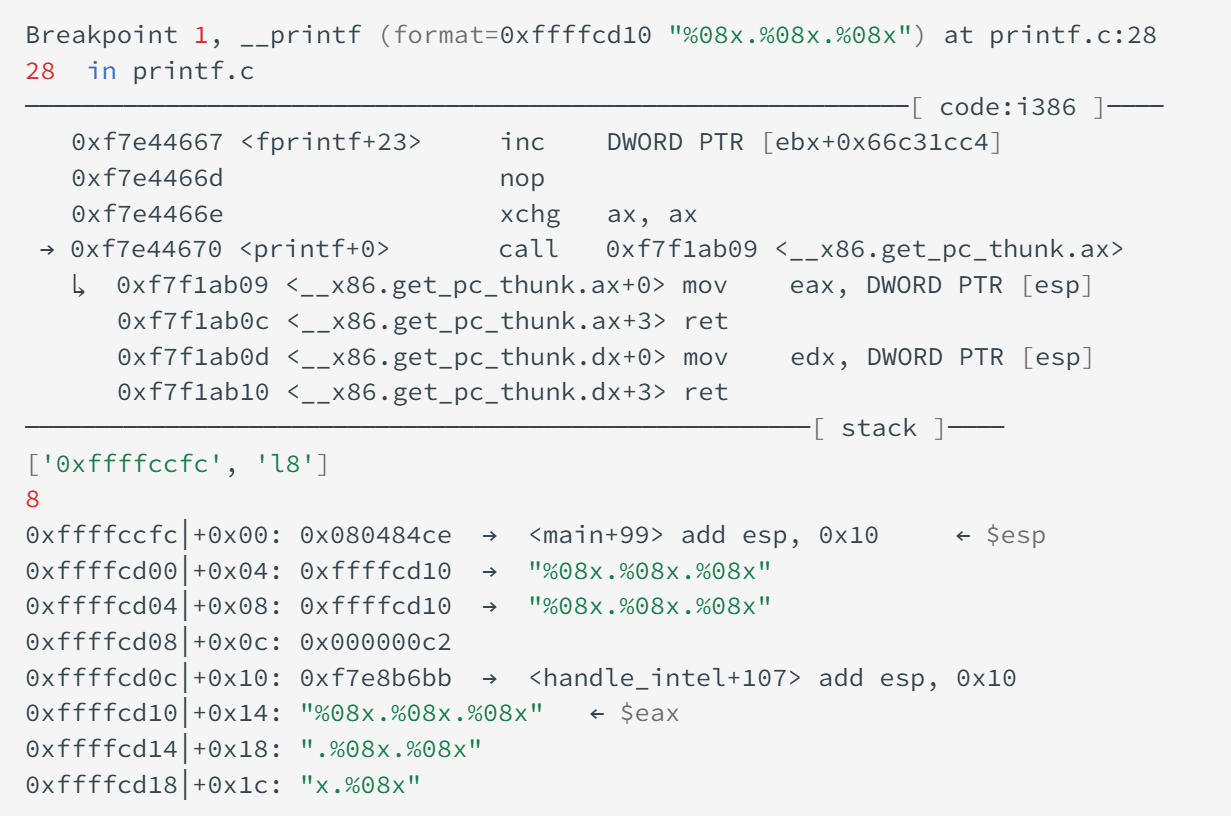 Breakpoint 1, __printf (format=0xffffcd10 "%08x.%08x.%08x") at printf.c:28
28  in printf.c
─────────────────────────────────────────────────────────[ code:i386 ]────
   0xf7e44667 <fprintf+23>     inc    DWORD PTR [ebx+0x66c31cc4]
   0xf7e4466d                  nop
   0xf7e4466e                  xchg   ax, ax
 → 0xf7e44670 <printf+0>       call   0xf7f1ab09 <__x86.get_pc_thunk.ax>
   ↳  0xf7f1ab09 <__x86.get_pc_thunk.ax+0> mov    eax, DWORD PTR [esp]
      0xf7f1ab0c <__x86.get_pc_thunk.ax+3> ret
      0xf7f1ab0d <__x86.get_pc_thunk.dx+0> mov    edx, DWORD PTR [esp]
      0xf7f1ab10 <__x86.get_pc_thunk.dx+3> ret
───────────────────────────────────────────────────[ stack ]────
['0xffffccfc', 'l8']
8
0xffffccfc│+0x00: 0x080484ce  →  <main+99> add esp, 0x10     ← $esp
0xffffcd00│+0x04: 0xffffcd10  →  "%08x.%08x.%08x"
0xffffcd04│+0x08: 0xffffcd10  →  "%08x.%08x.%08x"
0xffffcd08│+0x0c: 0x000000c2
0xffffcd0c│+0x10: 0xf7e8b6bb  →  <handle_intel+107> add esp, 0x10
0xffffcd10│+0x14: "%08x.%08x.%08x"   ← $eax
0xffffcd14│+0x18: ".%08x.%08x"
0xffffcd18│+0x1c: "x.%08x"